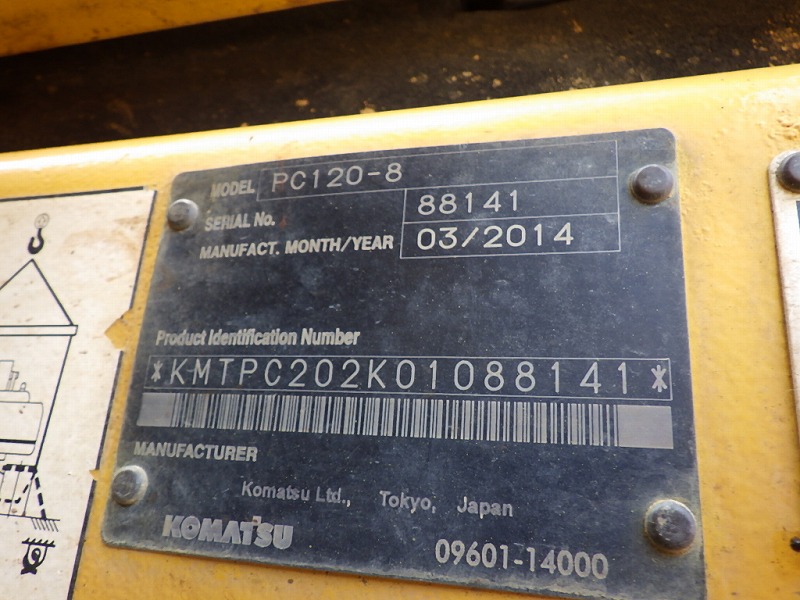 MODEL PC120-8
SERIAL No. 88141
MANUFACT. MONTH/YEAR 03/2014
Product Identification Number
*KMTPC202K01088141*
MANUFACTURER
Komatsu Ltd., Tokyo, Japan
KOMATSU
09601-14000